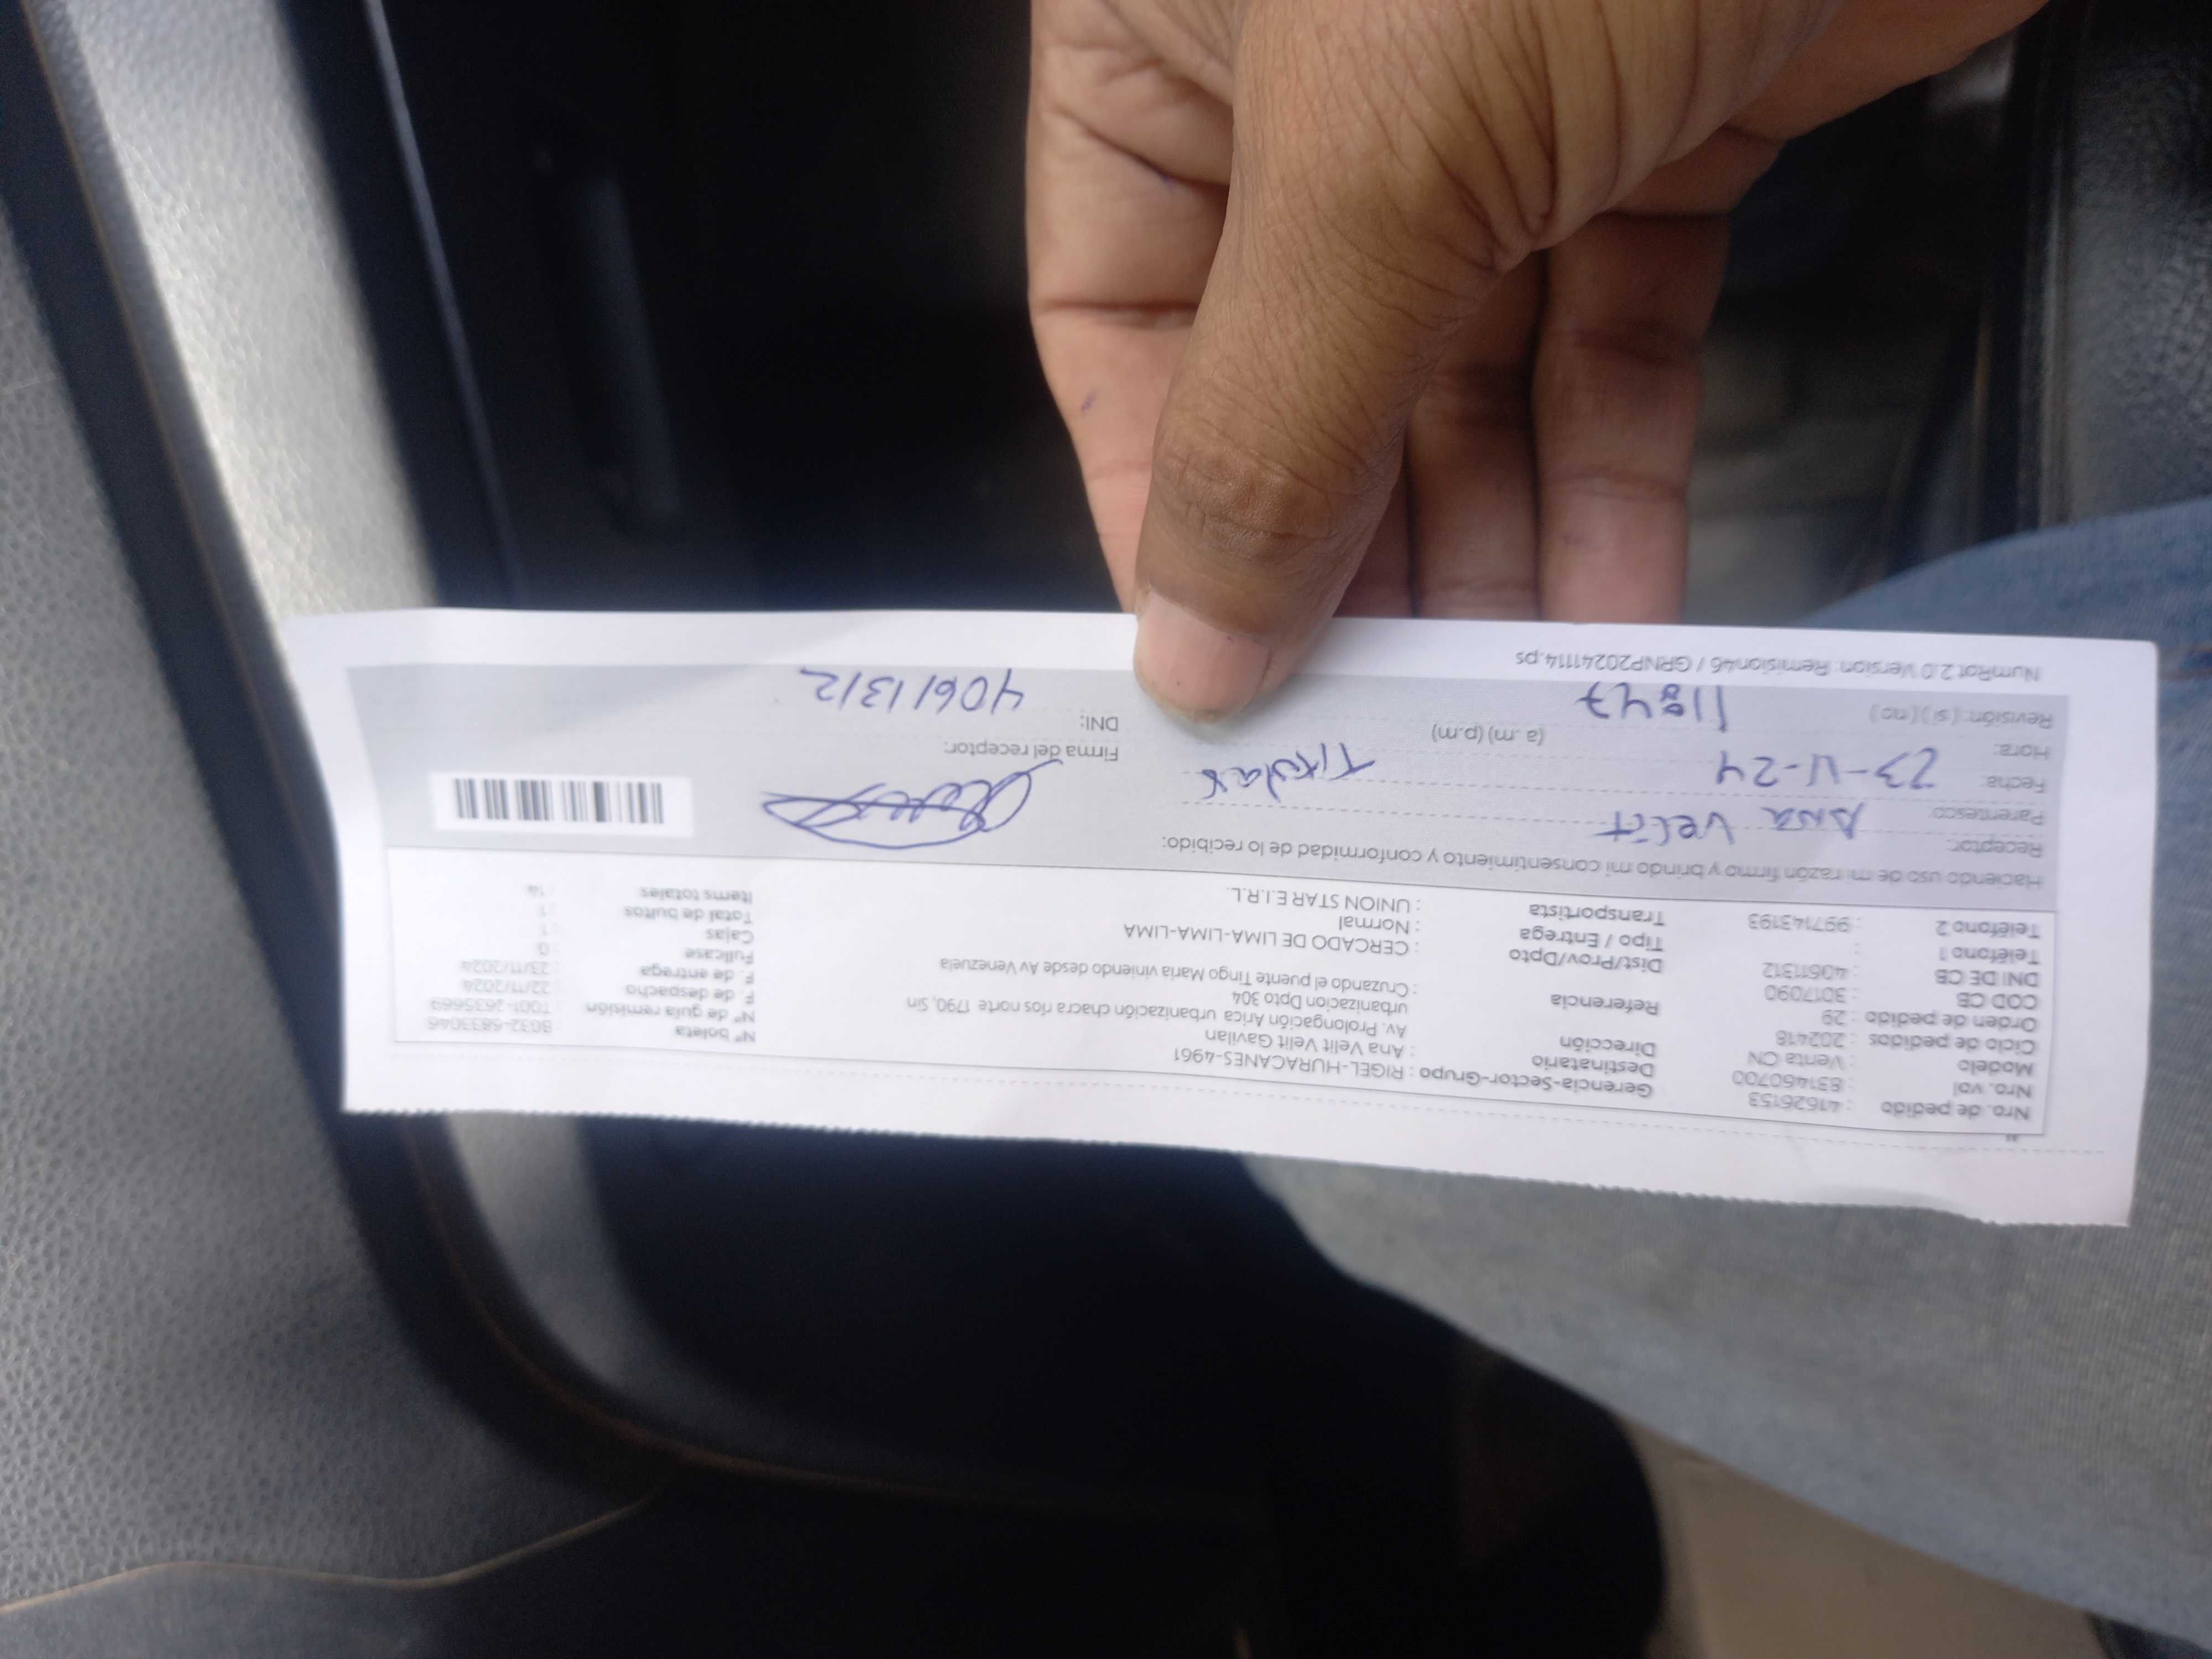 Nro. de pedido : 41626153 Gerencia-Sector-Grupo : RIGEL-HURACANES-4961 Nº boleta : B032-6833046
Nro. vol : 831460700 Destinatario : Ana Velit Velit Gavilan Nº de guía remisión : T001-2635669
Modelo : Venta CN Dirección : Av. Prolongación Arica urbanización chacra ríos norte 1790, Sin F. de despacho : 22/11/2024
Ciclo de pedidos : 202418 urbanizacion Dpto 304 F. de entrega : 23/11/2024
Orden de pedido : 29 Referencia : Cruzando el puente Tingo Maria viniendo desde Av Venezuela Fullcase : 0
COD CB : 3017090 Dist/Prov/Dpto : CERCADO DE LIMA-LIMA-LIMA Cajas : 1
DNI DE CB : 40611312 Tipo / Entrega : Normal Total de bultos : 1
Teléfono 1 : Transportista : UNION STAR E.I.R.L. Items totales : 14
Teléfono 2 : 997143193
Haciendo uso de mi razón firmo y brindo mi consentimiento y conformidad de lo recibido:
Receptor: Ana Velit
Parentesco: Titular
Fecha: 23-11-24 Firma del receptor:
Hora: 11:47 (a .m) (p.m) DNI: 40611312
Revisión: ( si ) ( no )
NumRot 2.0 Version: Remision46 / GRNP20241114.ps